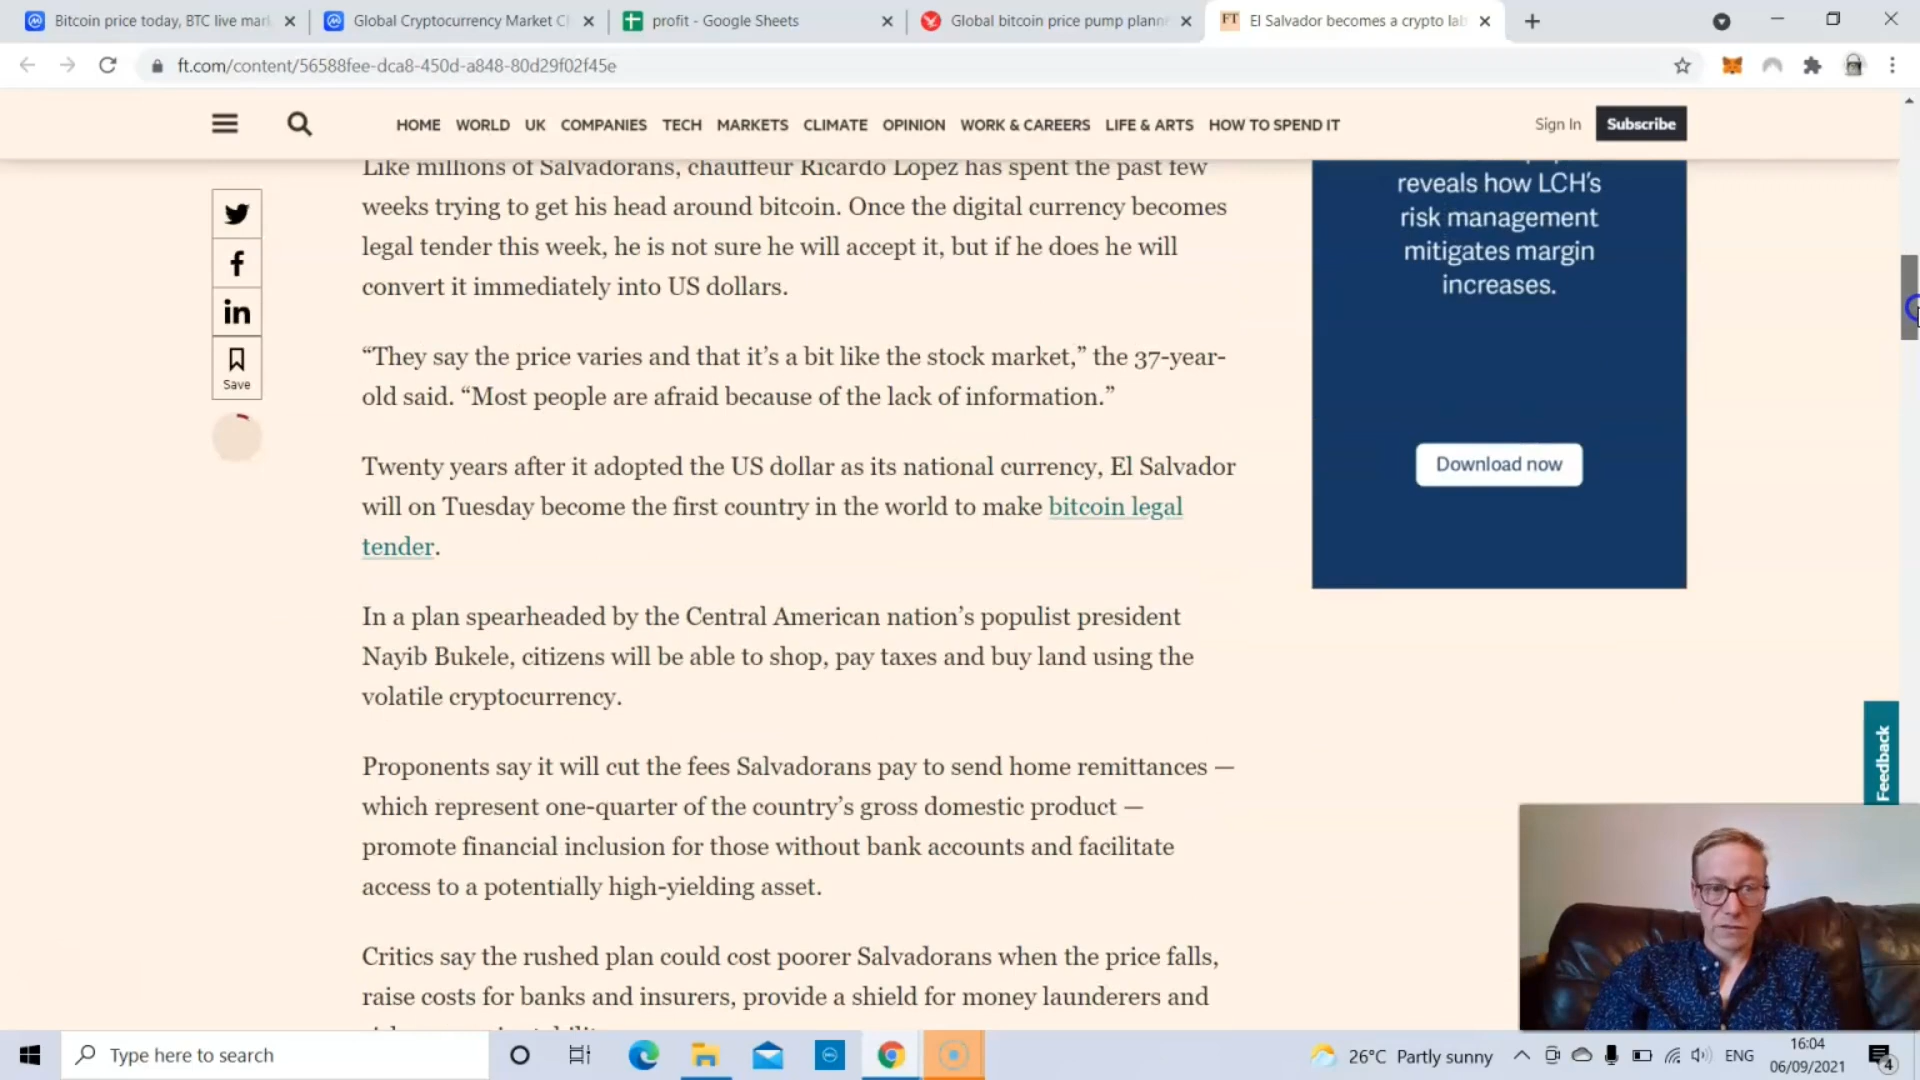 Bitcoin price today, BTC live mar
Global Cryptocurrency Market C
profit - Google Sheets
Global bitcoin price pump plann
FT El Salvador becomes a crypto lab
ft.com/content/56588fee-dca8-450d-a848-80d29f02f45e
HOME WORLD UK COMPANIES TECH MARKETS CLIMATE OPINION WORK & CAREERS LIFE & ARTS HOW TO SPEND IT
Sign In Subscribe
Like millions of Salvadorans, chauffeur Ricardo Lopez has spent the past few
weeks trying to get his head around bitcoin. Once the digital currency becomes
legal tender this week, he is not sure he will accept it, but if he does he will
convert it immediately into US dollars.
“They say the price varies and that it’s a bit like the stock market,” the 37-year-
old said. “Most people are afraid because of the lack of information.”
Twenty years after it adopted the US dollar as its national currency, El Salvador
will on Tuesday become the first country in the world to make bitcoin legal
tender.
In a plan spearheaded by the Central American nation’s populist president
Nayib Bukele, citizens will be able to shop, pay taxes and buy land using the
volatile cryptocurrency.
Proponents say it will cut the fees Salvadorans pay to send home remittances —
which represent one-quarter of the country’s gross domestic product —
promote financial inclusion for those without bank accounts and facilitate
access to a potentially high-yielding asset.
Critics say the rushed plan could cost poorer Salvadorans when the price falls,
raise costs for banks and insurers, provide a shield for money launderers and
Save
reveals how LCH’s
risk management
mitigates margin
increases.
Download now
Feedback
Type here to search
26°C Partly sunny
ENG
16:04
06/09/2021
4